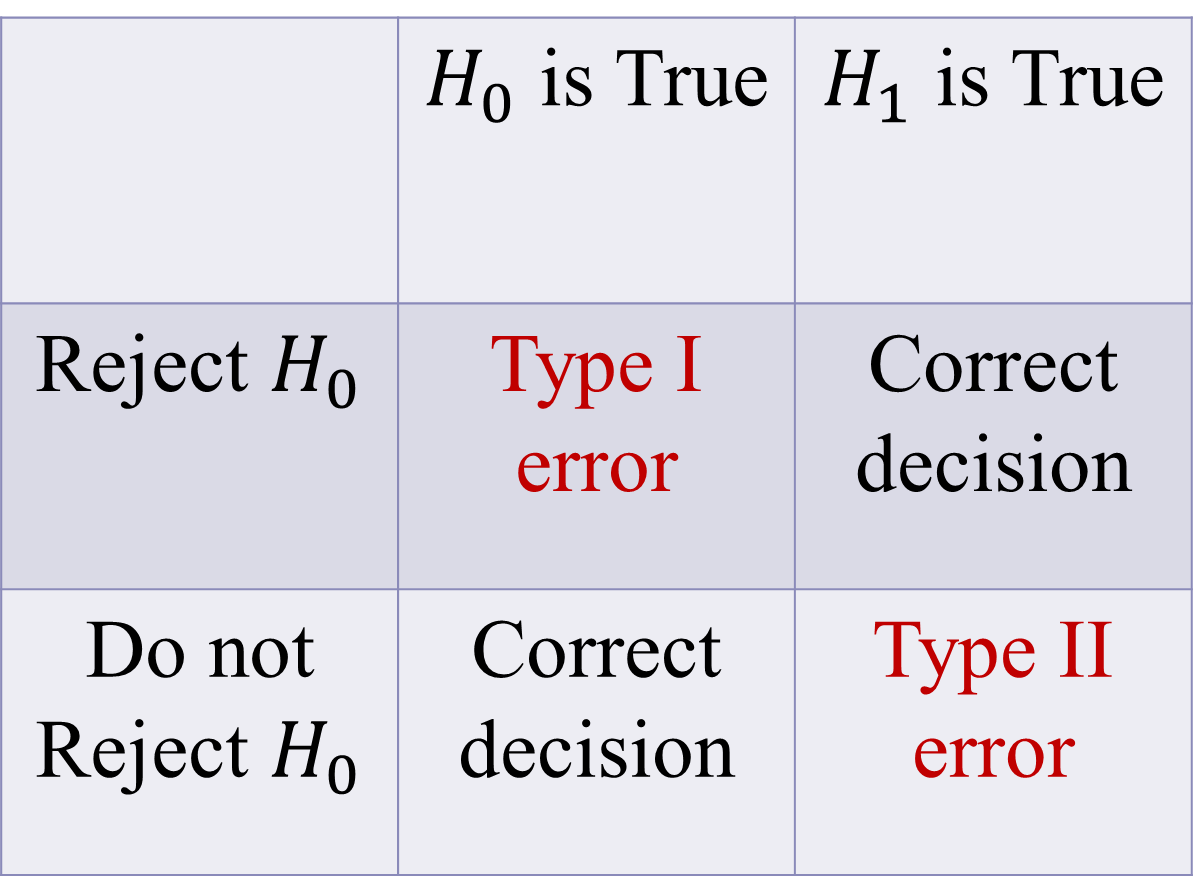 H₀ is True
H₁ is True
Reject H₀
Type I
error
Correct
decision
Do not
Reject H₀
Correct
decision
Type II
error